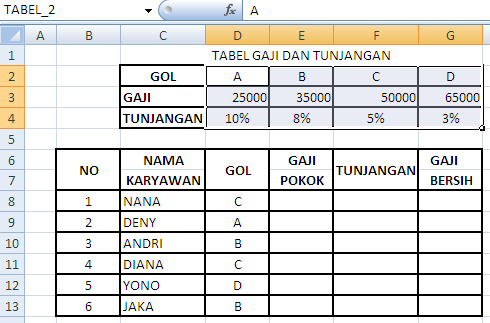 TABEL_2 fx A
A B C D E F G
1 TABEL GAJI DAN TUNJANGAN
2 GOL A B C D
3 GAJI 25000 35000 50000 65000
4 TUNJANGAN 10% 8% 5% 3%
5
6 NO NAMA GOL GAJI TUNJANGAN GAJI
7 KARYAWAN POKOK BERSIH
8 1 NANA C
9 2 DENY A
10 3 ANDRI B
11 4 DIANA C
12 5 YONO D
13 6 JAKA B